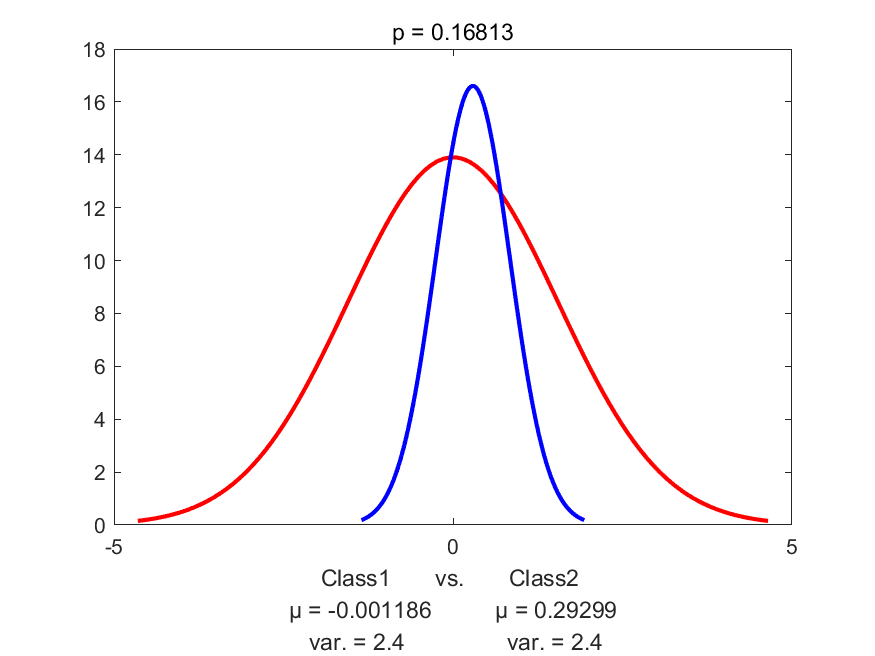 p = 0.16813
18
16
14
12
10
8
6
4
2
0
-5 0 5
Class1 vs. Class2
μ = -0.001186 μ = 0.29299
var. = 2.4 var. = 2.4